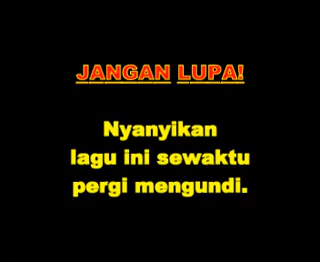 JANGAN LUPA!
Nyanyikan
lagu ini sewaktu
pergi mengundi.